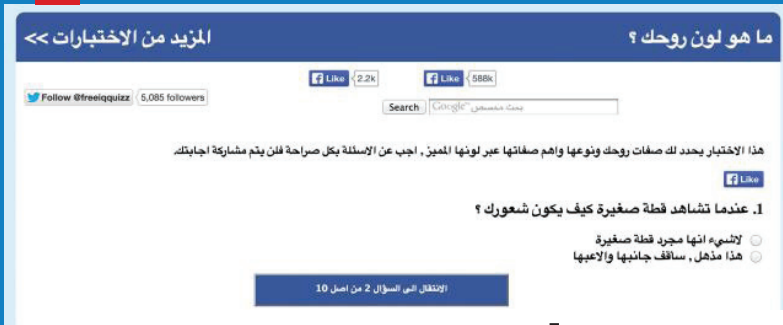 ما هو لون روحك ؟
المزيد من الاختبارات >>
Like 2.2k
Like 588k
Follow @freeiqquizz 5,085 followers
Search Google™ بحث مخصص
هذا الاختبار يحدد لك صفات روحك ونوعها واهم صفاتها عبر لونها المميز , اجب عن الاسئلة بكل صراحة فلن يتم مشاركة اجابتك.
Like
1. عندما تشاهد قطة صغيرة كيف يكون شعورك ؟
لاشيء انها مجرد قطة صغيرة
هذا مذهل , ساقف جانبها والاعبها
الانتقال الى السؤال 2 من اصل 10